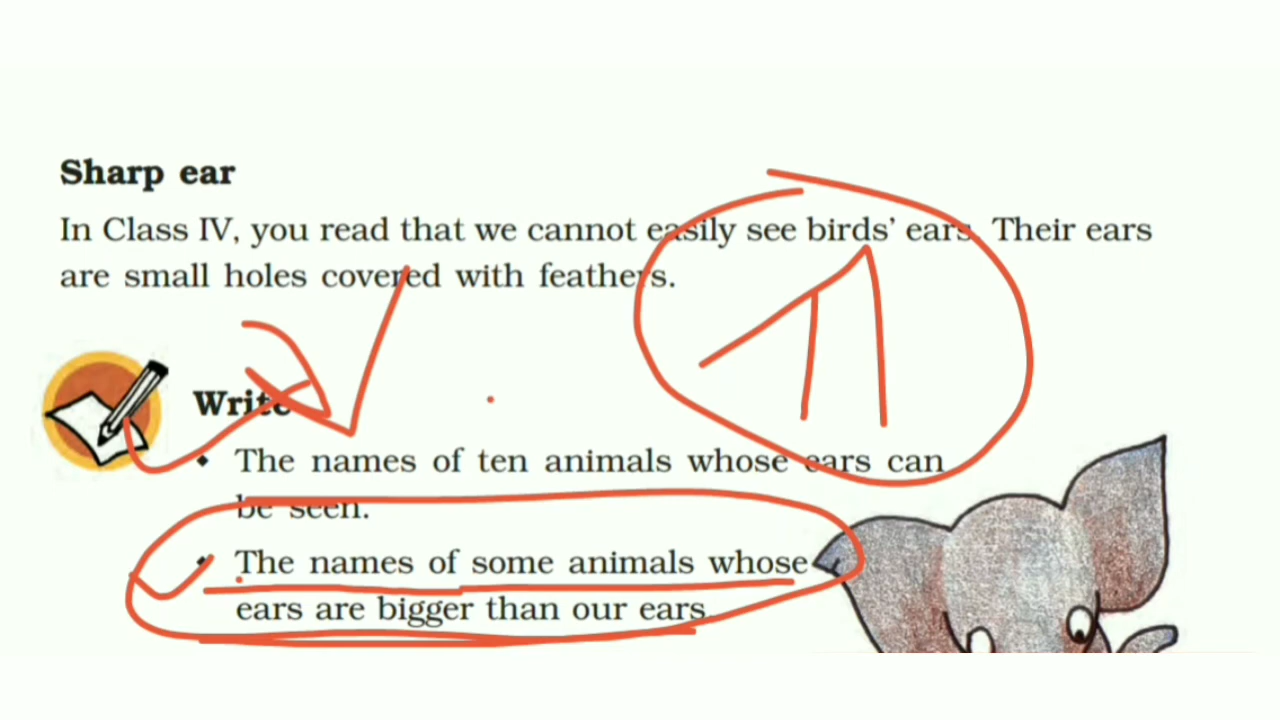 Sharp ear
In Class IV, you read that we cannot easily see birds’ ears. Their ears
are small holes covered with feathers.
Write
• The names of ten animals whose ears can
be seen.
• The names of some animals whose
ears are bigger than our ears.